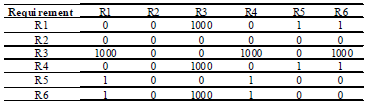 Requirement R1 R2 R3 R4 R5 R6
R1 0 0 1000 0 1 1
R2 0 0 0 0 0 0
R3 1000 0 0 1000 0 1000
R4 0 0 1000 0 1 1
R5 1 0 0 1 0 0
R6 1 0 1000 1 0 0